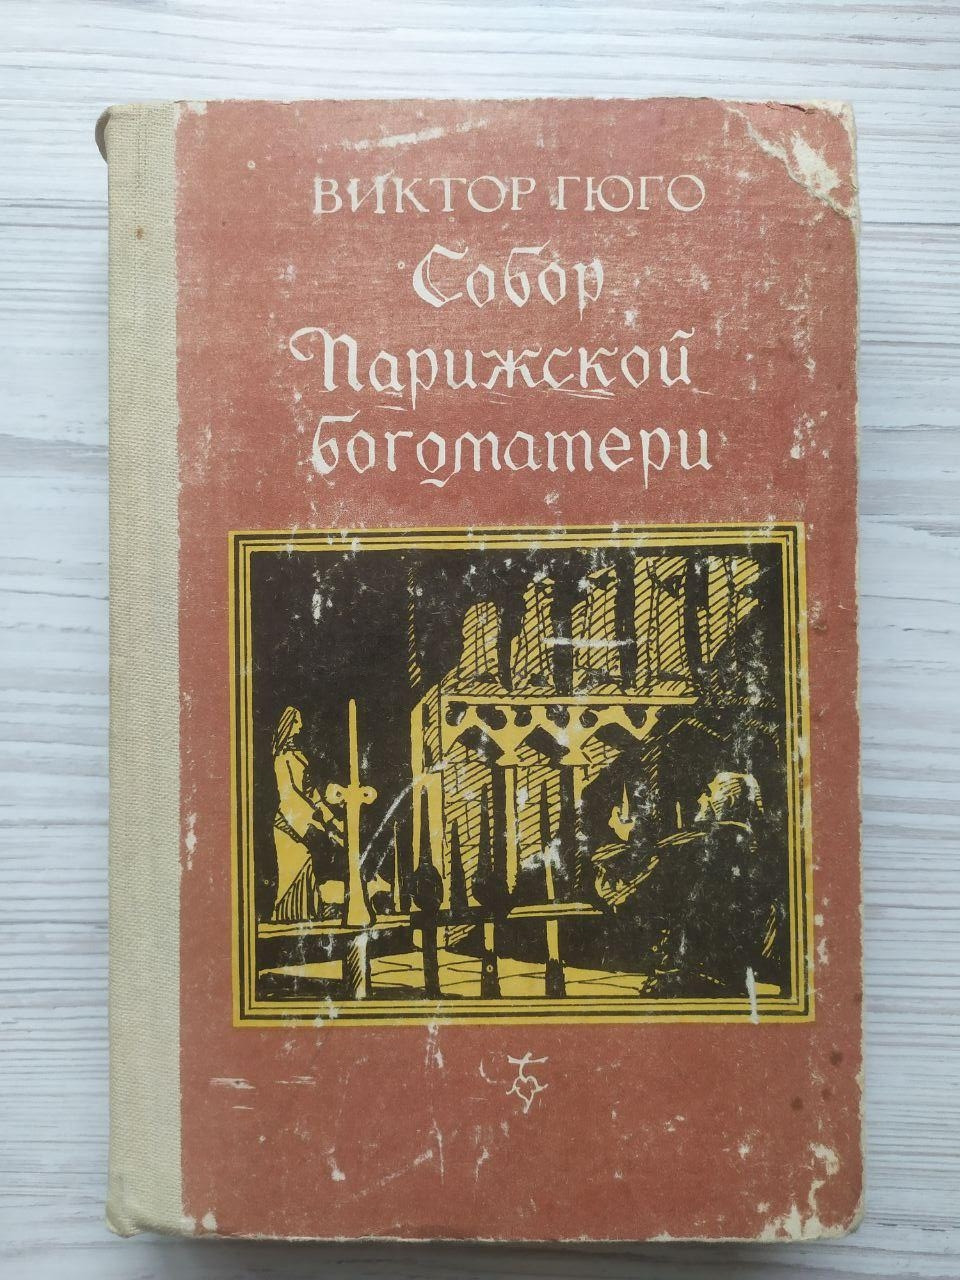 ВИКТОР ГЮГО
Собор
Парижской
богоматери